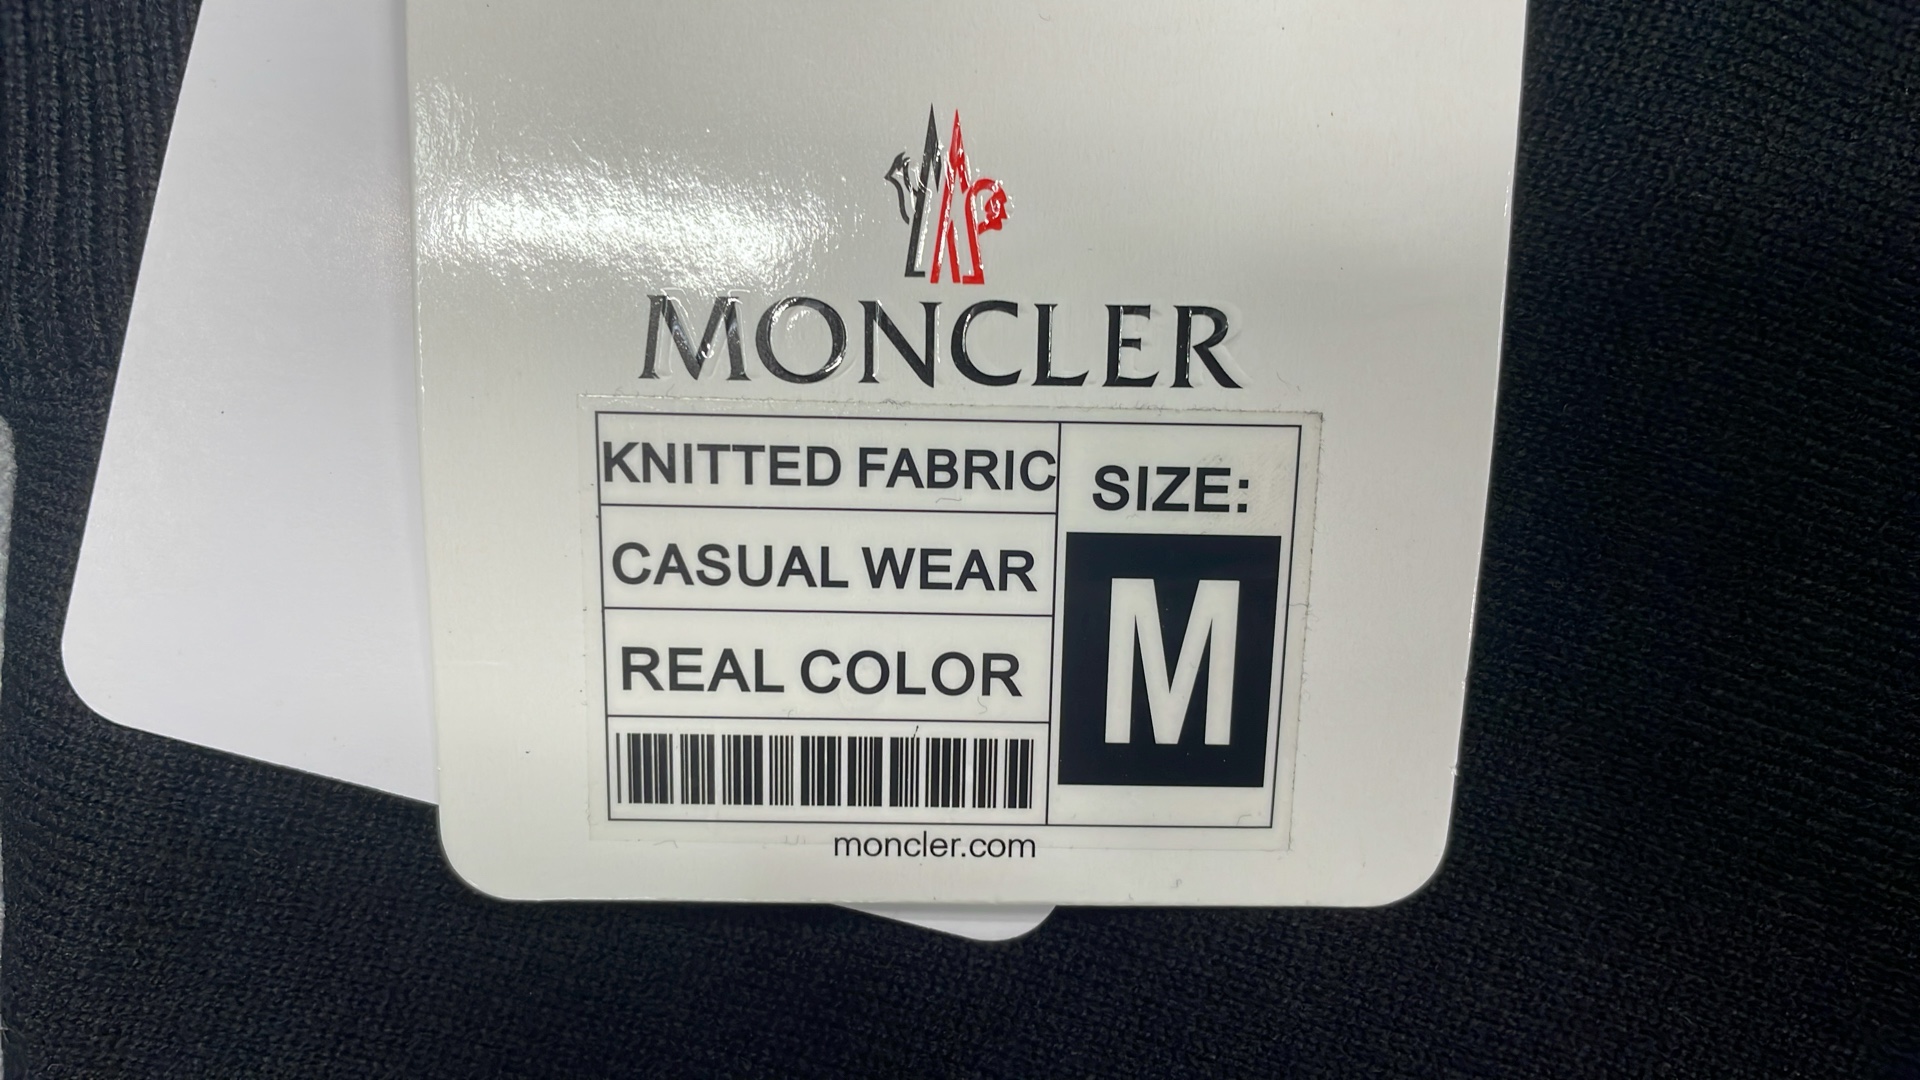 MONCLER
KNITTED FABRIC
CASUAL WEAR
REAL COLOR
SIZE:
M
moncler.com